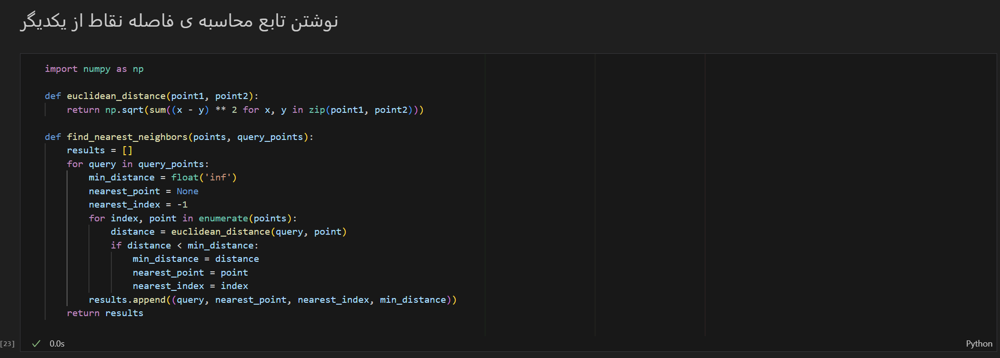 نوشتن تابع محاسبه ی فاصله نقاط از یکدیگر
import numpy as np
def euclidean_distance(point1, point2):
    return np.sqrt(sum((x - y) ** 2 for x, y in zip(point1, point2)))
def find_nearest_neighbors(points, query_points):
    results = []
    for query in query_points:
        min_distance = float('inf')
        nearest_point = None
        nearest_index = -1
        for index, point in enumerate(points):
            distance = euclidean_distance(query, point)
            if distance < min_distance:
                min_distance = distance
                nearest_point = point
                nearest_index = index
        results.append((query, nearest_point, nearest_index, min_distance))
    return results
[23] ✓ 0.0s Python